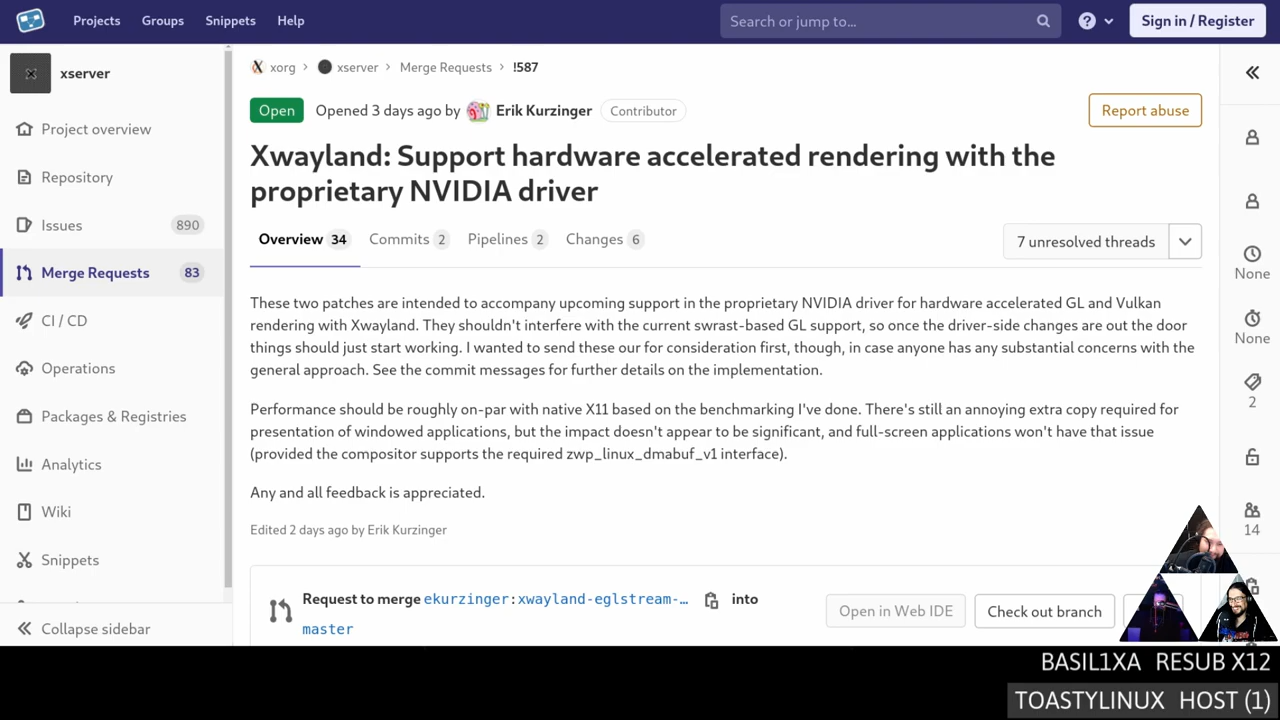 Projects Groups Snippets Help Search or jump to... Sign in / Register
xserver
Project overview
Repository
Issues 890
Merge Requests 83
CI / CD
Operations
Packages & Registries
Analytics
Wiki
Snippets
Collapse sidebar
xorg › xserver › Merge Requests › !587
Open Opened 3 days ago by Erik Kurzinger Contributor Report abuse
Xwayland: Support hardware accelerated rendering with the
proprietary NVIDIA driver
Overview 34 Commits 2 Pipelines 2 Changes 6 7 unresolved threads
These two patches are intended to accompany upcoming support in the proprietary NVIDIA driver for hardware accelerated GL and Vulkan
rendering with Xwayland. They shouldn't interfere with the current swrast-based GL support, so once the driver-side changes are out the door
things should just start working. I wanted to send these our for consideration first, though, in case anyone has any substantial concerns with the
general approach. See the commit messages for further details on the implementation.
Performance should be roughly on-par with native X11 based on the benchmarking I've done. There's still an annoying extra copy required for
presentation of windowed applications, but the impact doesn't appear to be significant, and full-screen applications won't have that issue
(provided the compositor supports the required zwp_linux_dmabuf_v1 interface).
Any and all feedback is appreciated.
Edited 2 days ago by Erik Kurzinger
Request to merge ekurzinger:xwayland-eglstream-… into
master
Open in Web IDE Check out branch
None
None
2
14
BASIL1XA RESUB X12
TOASTYLINUX HOST (1)